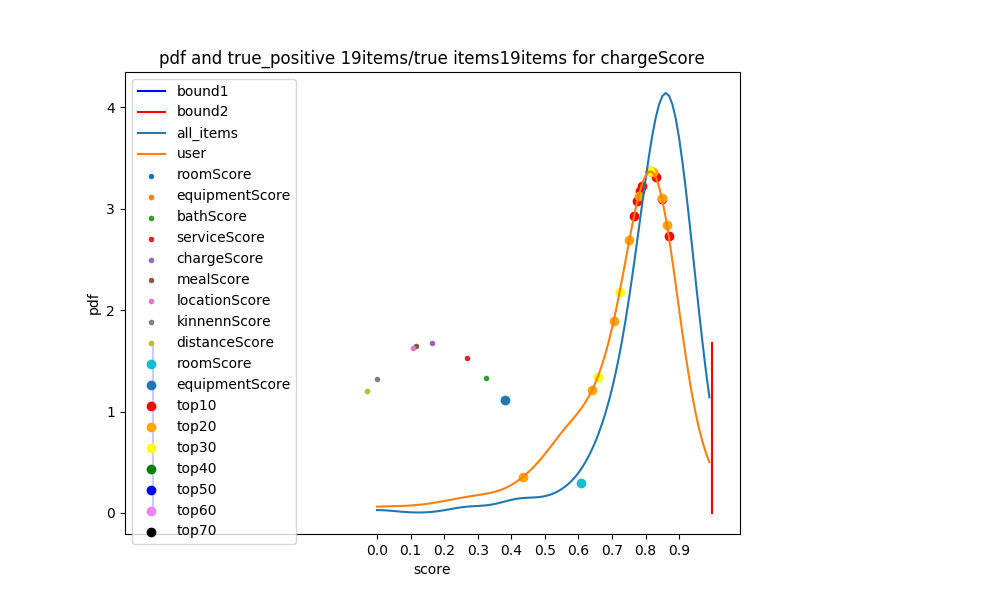 pdf and true_positive 19items/true items19items for chargeScore
bound1
bound2
all_items
user
roomScore
equipmentScore
bathScore
serviceScore
chargeScore
mealScore
locationScore
kinnennScore
distanceScore
roomScore
equipmentScore
top10
top20
top30
top40
top50
top60
top70
pdf
4
3
2
1
0
0.0 0.1 0.2 0.3 0.4 0.5 0.6 0.7 0.8 0.9
score